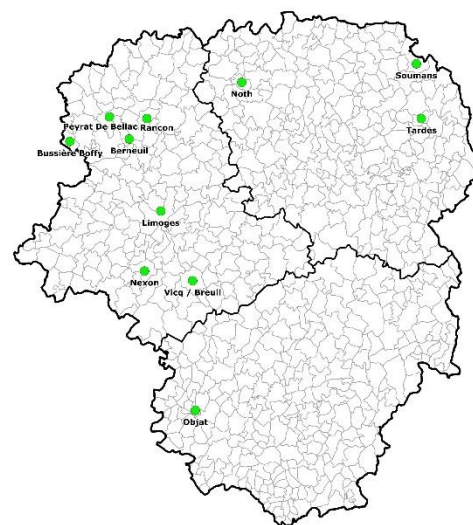 Soumans
Noth
Peyrat De Bellac
Rancon
Tardes
Bussière Boffy
Berneuil
Limoges
Nexon
Vicq / Breuil
Objat